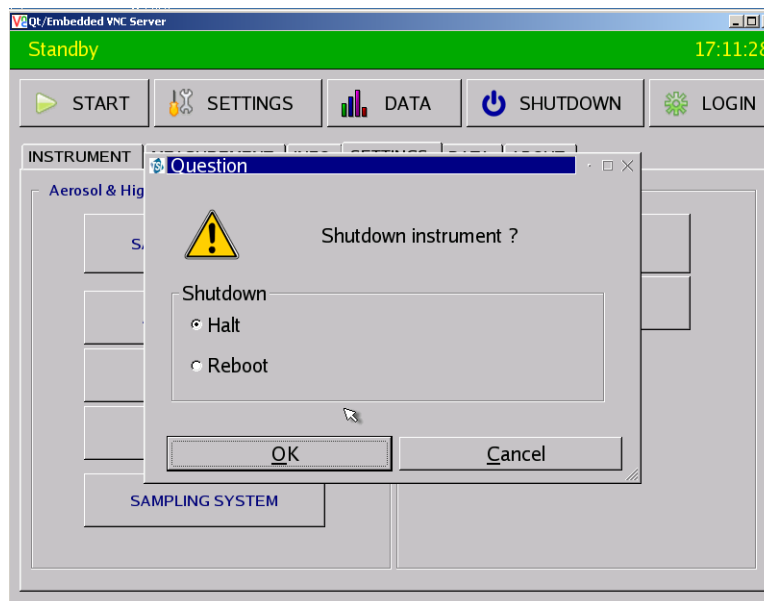 Qt/Embedded VNC Server
Standby
17:11:28
START SETTINGS DATA SHUTDOWN LOGIN
INSTRUMENT
Question
Aerosol & Hig
Shutdown instrument ?
Shutdown
Halt
Reboot
OK Cancel
SAMPLING SYSTEM